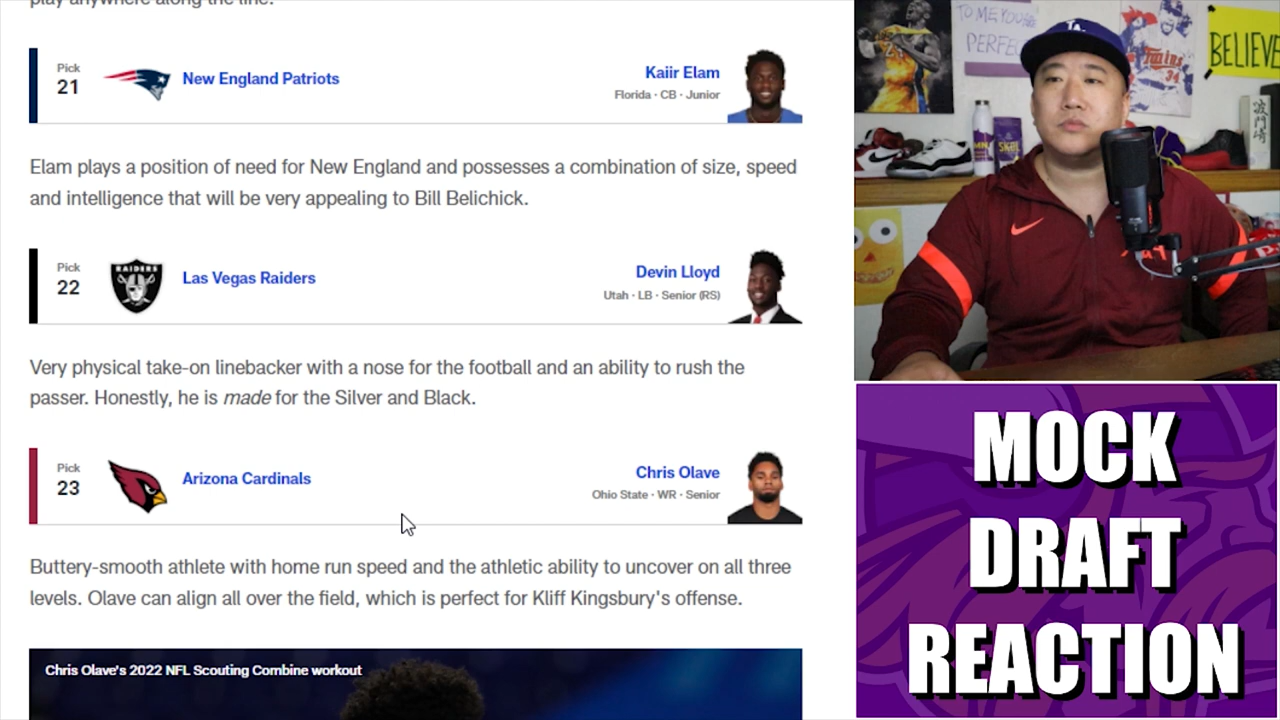 play anywhere along the line.
Pick
21
New England Patriots
Kaiir Elam
Florida · CB · Junior
Elam plays a position of need for New England and possesses a combination of size, speed
and intelligence that will be very appealing to Bill Belichick.
Pick
22
RAIDERS
Las Vegas Raiders
Devin Lloyd
Utah · LB · Senior (RS)
Very physical take-on linebacker with a nose for the football and an ability to rush the
passer. Honestly, he is made for the Silver and Black.
Pick
23
Arizona Cardinals
Chris Olave
Ohio State · WR · Senior
Buttery-smooth athlete with home run speed and the athletic ability to uncover on all three
levels. Olave can align all over the field, which is perfect for Kliff Kingsbury's offense.
Chris Olave's 2022 NFL Scouting Combine workout
TO ME YOU ARE
PERFEC
Twins
34
BELIEVE
SKOL
LA
MOCK
DRAFT
REACTION